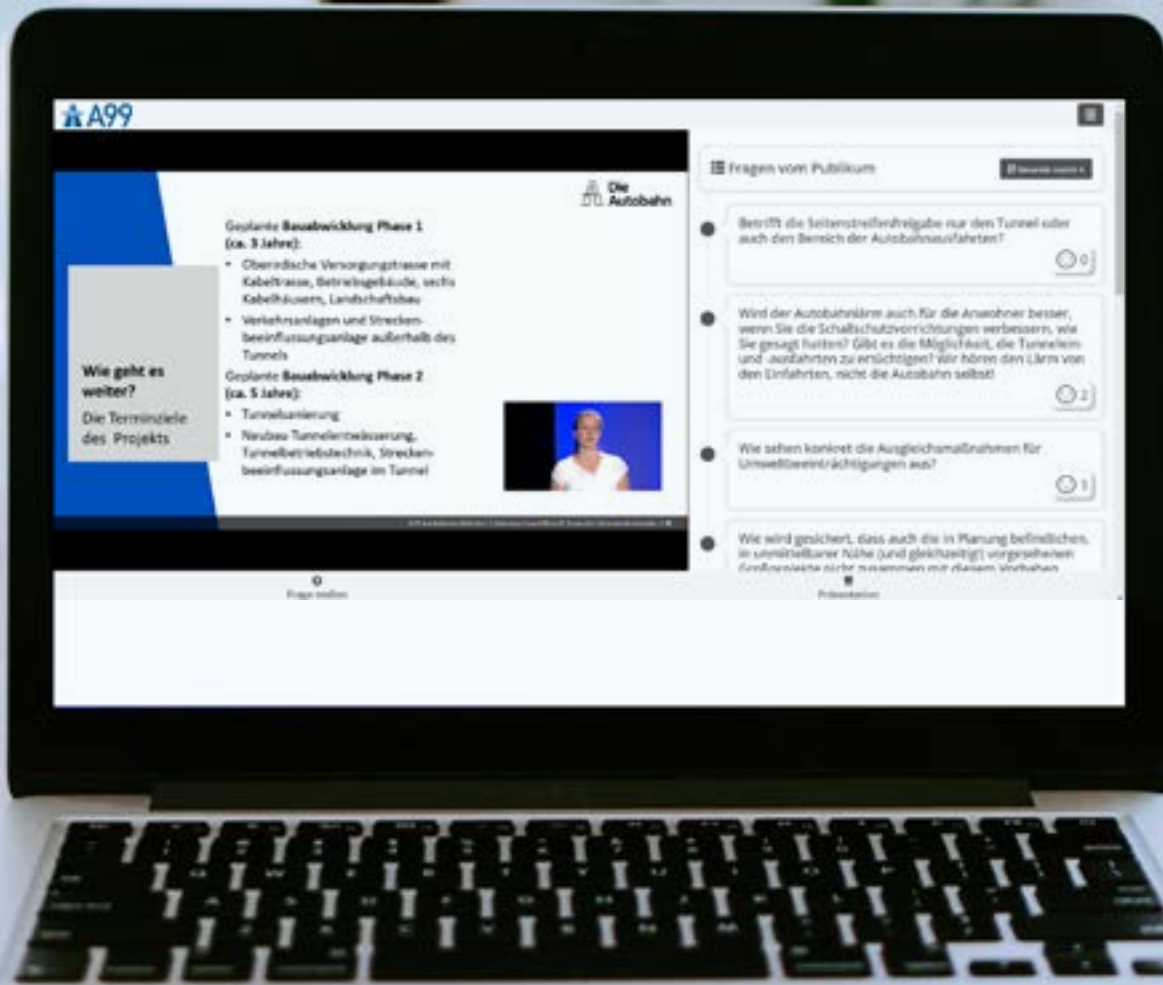 A99
Die
Autobahn
Geplante Bauabwicklung Phase 1
(ca. 3 Jahre):
• Oberirdische Versorgungstrasse mit
Kabeltrasse, Betriebsgebäude, sechs
Kabelhäusern, Landschaftsbau
• Verkehrsanlagen und Strecken-
beeinflussungsanlage außerhalb des
Tunnels
Geplante Bauabwicklung Phase 2
(ca. 5 Jahre):
• Tunnelsanierung
• Neubau Tunnelentwässerung,
Tunnelbetriebstechnik, Strecken-
beeinflussungsanlage im Tunnel
Wie geht es
weiter?
Die Terminziele
des Projekts
Frage stellen
Fragen vom Publikum
Betrifft die Seitenstreifenfreigabe nur den Tunnel oder
auch den Bereich der Autobahnausfahrten?
0
Wird der Autobahnlärm auch für die Anwohner besser,
wenn Sie die Schallschutzvorrichtungen verbessern, wie
Sie gesagt hatten? Gibt es die Möglichkeit, die Tunnelein-
und -ausfahrten zu ertüchtigen? Wir hören den Lärm von
den Einfahrten, nicht die Autobahn selbst!
2
Wie sehen konkret die Ausgleichsmaßnahmen für
Umweltbeeinträchtigungen aus?
Wie wird gesichert, dass auch die in Planung befindlichen,
in unmittelbarer Nähe (und gleichzeitig) vorgesehenen
Großprojekte nicht zusammen mit diesem Vorhaben
Präsentation